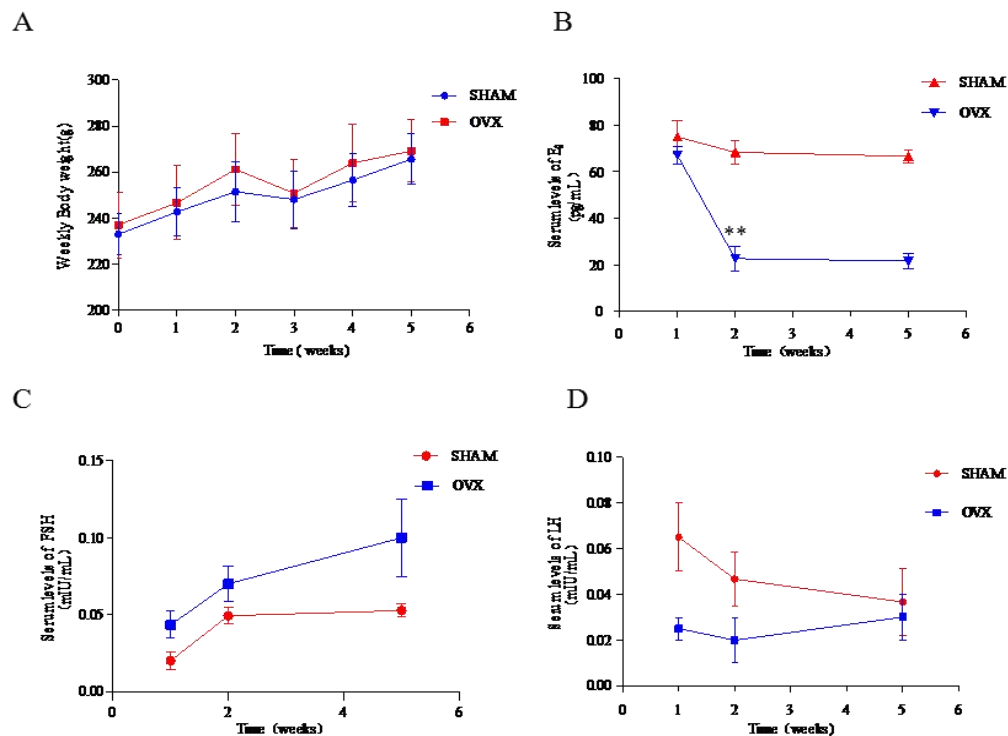 A
B
300
280
260
240
220
200
Weekly Body weight(g)
SHAM
OVX
0 1 2 3 4 5
Time( weeks)
100
80
60
40
20
0
Serum levels of E₂
(pg/mL)
SHAM
OVX
**
0 1 2 3 4 5 6
Time (weeks)
C
D
0.15
0.10
0.05
0.00
Serum levels of FSH
(mIU/mL)
SHAM
OVX
0 2 4 6
Time (weeks)
0.10
0.08
0.06
0.04
0.02
0.00
Serum levels of LH
(mIU/mL)
SHAM
OVX
0 1 2 3 4 5 6
Time (weeks)